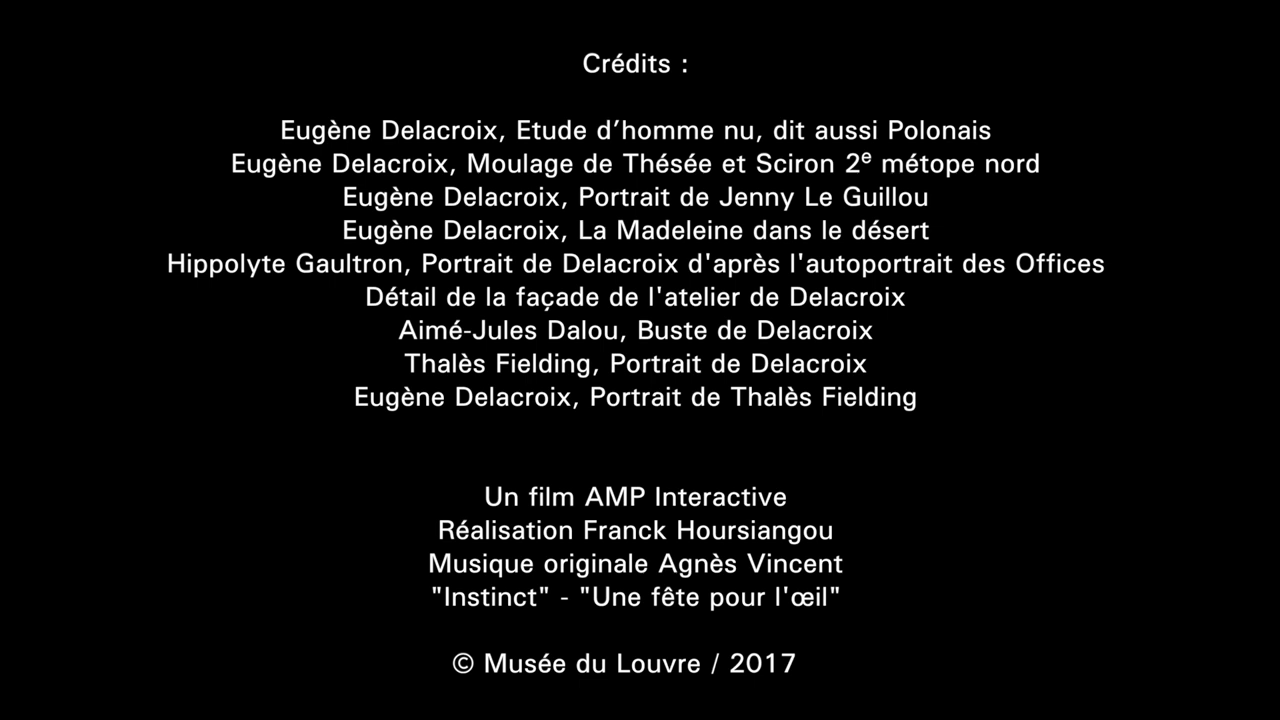 Crédits :
Eugène Delacroix, Etude d’homme nu, dit aussi Polonais
Eugène Delacroix, Moulage de Thésée et Sciron 2e métope nord
Eugène Delacroix, Portrait de Jenny Le Guillou
Eugène Delacroix, La Madeleine dans le désert
Hippolyte Gaultron, Portrait de Delacroix d'après l'autoportrait des Offices
Détail de la façade de l'atelier de Delacroix
Aimé-Jules Dalou, Buste de Delacroix
Thalès Fielding, Portrait de Delacroix
Eugène Delacroix, Portrait de Thalès Fielding
Un film AMP Interactive
Réalisation Franck Hoursiangou
Musique originale Agnès Vincent
"Instinct" - "Une fête pour l'œil"
© Musée du Louvre / 2017